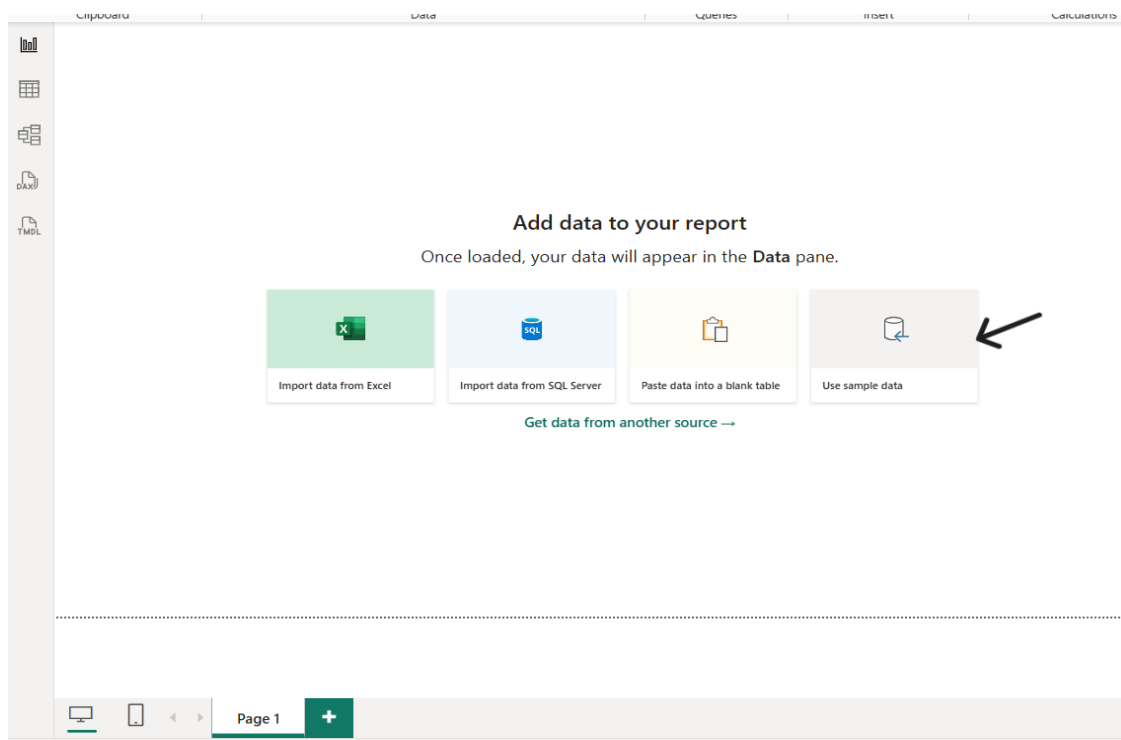 Clipboard
Data
Queries
Insert
Calculations
DAX
TMDL
Add data to your report
Once loaded, your data will appear in the Data pane.
X
SQL
Import data from Excel
Import data from SQL Server
Paste data into a blank table
Use sample data
Get data from another source →
Page 1
+